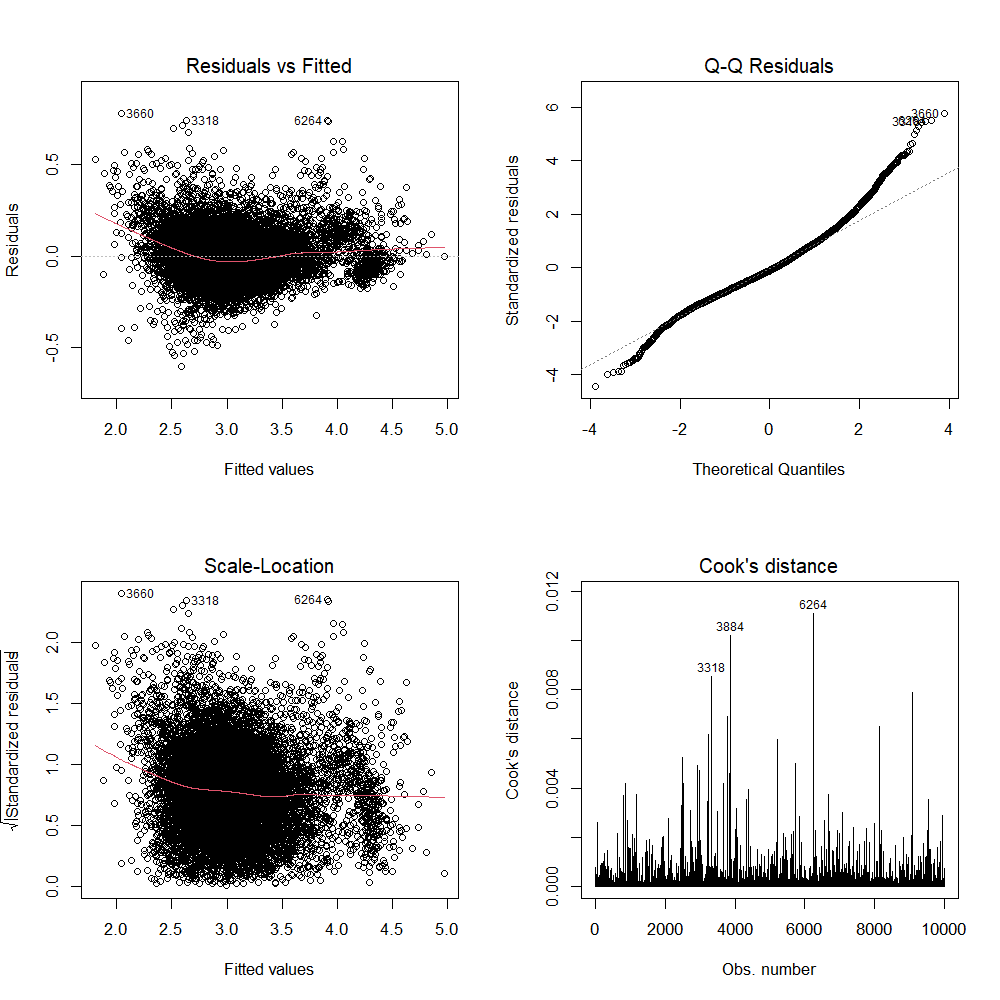 Residuals vs Fitted
Residuals
0.5
0.0
-0.5
3660
3318
6264
2.0 2.5 3.0 3.5 4.0 4.5 5.0
Fitted values
Q-Q Residuals
Standardized residuals
6
4
2
0
-2
-4
3660
-4 -2 0 2 4
Theoretical Quantiles
Scale-Location
√|Standardized residuals|
2.0
1.5
1.0
0.5
0.0
3660
3318
6264
2.0 2.5 3.0 3.5 4.0 4.5 5.0
Fitted values
Cook's distance
Cook's distance
0.012
0.008
0.004
0.000
6264
3884
3318
0 2000 4000 6000 8000 10000
Obs. number